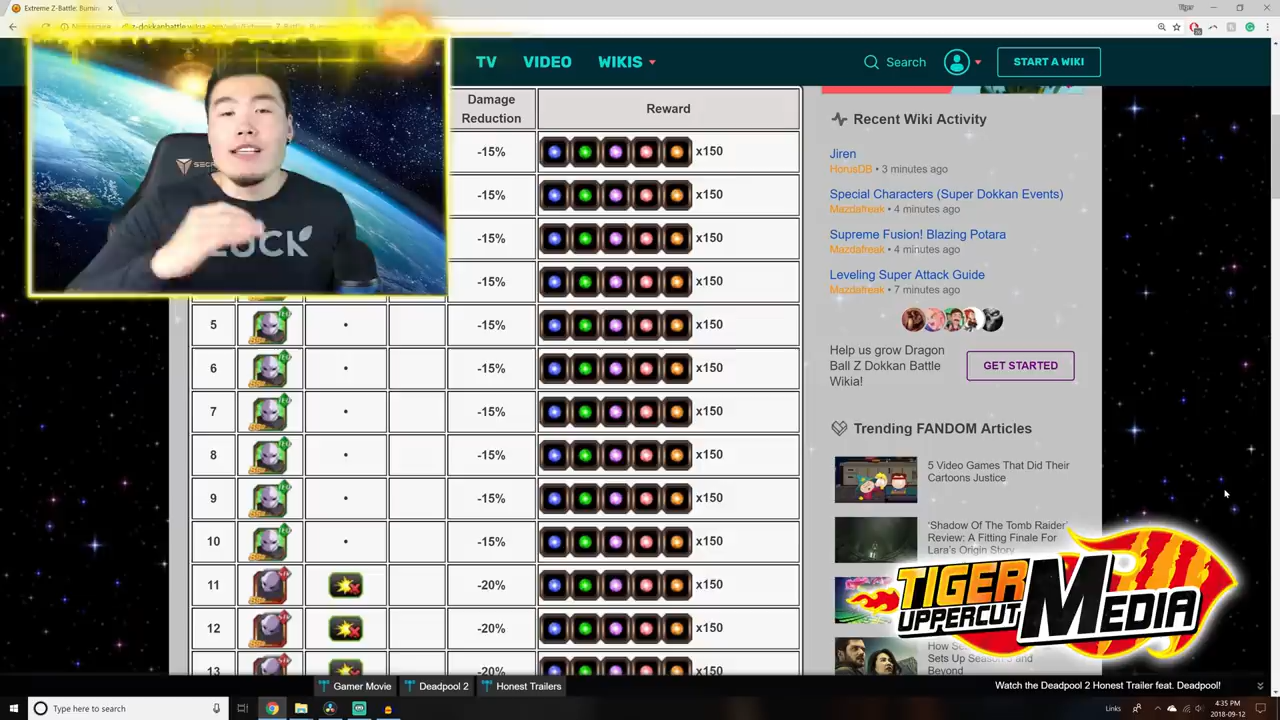 Extreme Z-Battle: Burnin
Tiger
TV
VIDEO
WIKIS
Search
START A WIKI
Damage
Reduction
Reward
-15%
x150
-15%
x150
-15%
x150
-15%
x150
5
-15%
x150
6
-15%
x150
7
-15%
x150
8
-15%
x150
9
-15%
x150
10
-15%
x150
11
-20%
x150
12
-20%
x150
13
-20%
x150
Recent Wiki Activity
Jiren
HorusDB • 3 minutes ago
Special Characters (Super Dokkan Events)
Mazdafreak • 4 minutes ago
Supreme Fusion! Blazing Potara
Mazdafreak • 4 minutes ago
Leveling Super Attack Guide
Mazdafreak • 7 minutes ago
Help us grow Dragon
Ball Z Dokkan Battle
Wikia!
GET STARTED
Trending FANDOM Articles
5 Video Games That Did Their
Cartoons Justice
‘Shadow Of The Tomb Raider’
Review: A Fitting Finale For
Lara's Origin Story
TIGER
UPPERCUT
MEDIA
Sets Up Season 5 and
Beyond
Gamer Movie
Deadpool 2
Honest Trailers
Watch the Deadpool 2 Honest Trailer feat. Deadpool!
Type here to search
Links
4:35 PM
2018-09-12